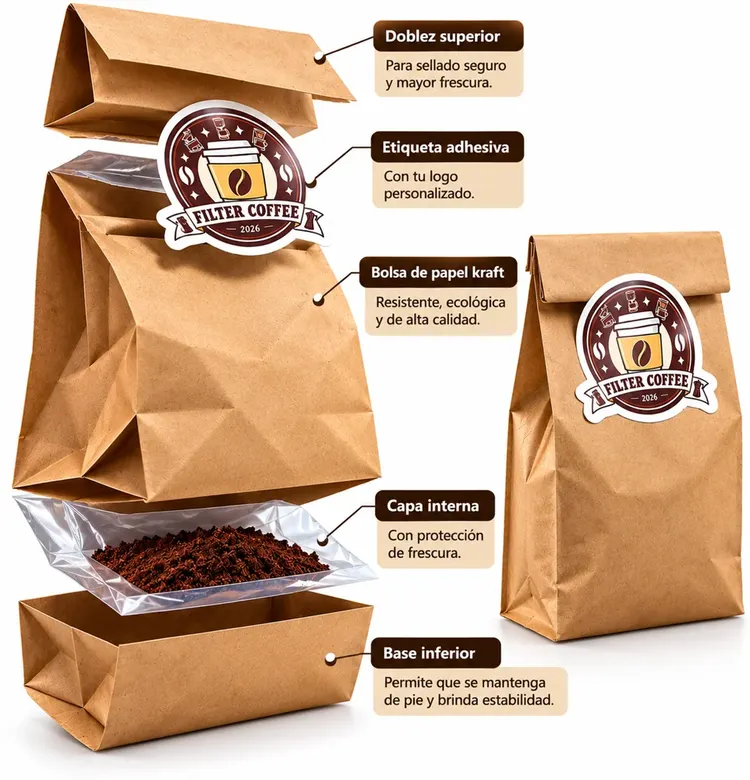 Doblez superior
Para sellado seguro
y mayor frescura.
Etiqueta adhesiva
Con tu logo
personalizado.
FILTER COFFEE
2026
Bolsa de papel kraft
Resistente, ecológica
y de alta calidad.
FILTER COFFEE
2026
Capa interna
Con protección
de frescura.
Base inferior
Permite que se mantenga
de pie y brinda estabilidad.